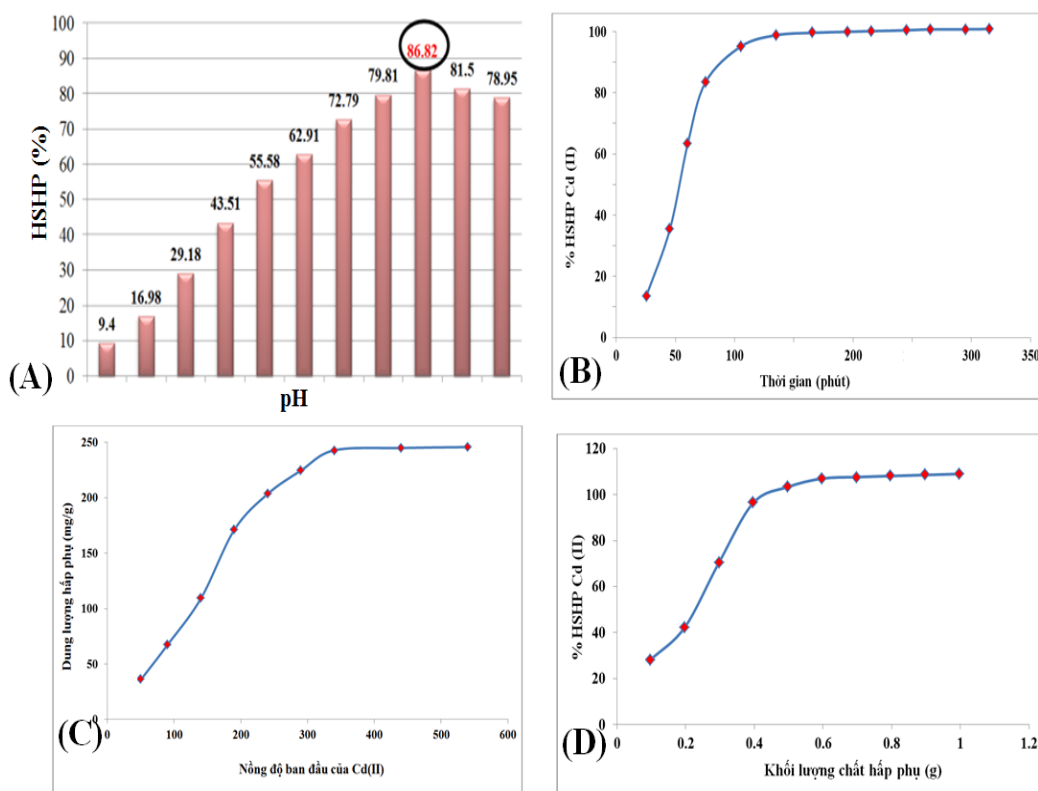 HSHP (%)
100
90
80
70
60
50
40
30
20
10
0
9.4
16.98
29.18
43.51
55.58
62.91
72.79
79.81
86.82
81.5
78.95
pH
(A)
% HSHP Cd (II)
100
80
60
40
20
0
0 50 100 150 200 250 300 350
Thời gian (phút)
(B)
Dung lượng hấp phụ (mg/g)
250
200
150
100
50
0
0 100 200 300 400 500 600
Nồng độ ban đầu của Cd(II)
(C)
% HSHP Cd (II)
120
100
80
60
40
20
0
0 0.2 0.4 0.6 0.8 1 1.2
Khối lượng chất hấp phụ (g)
(D)